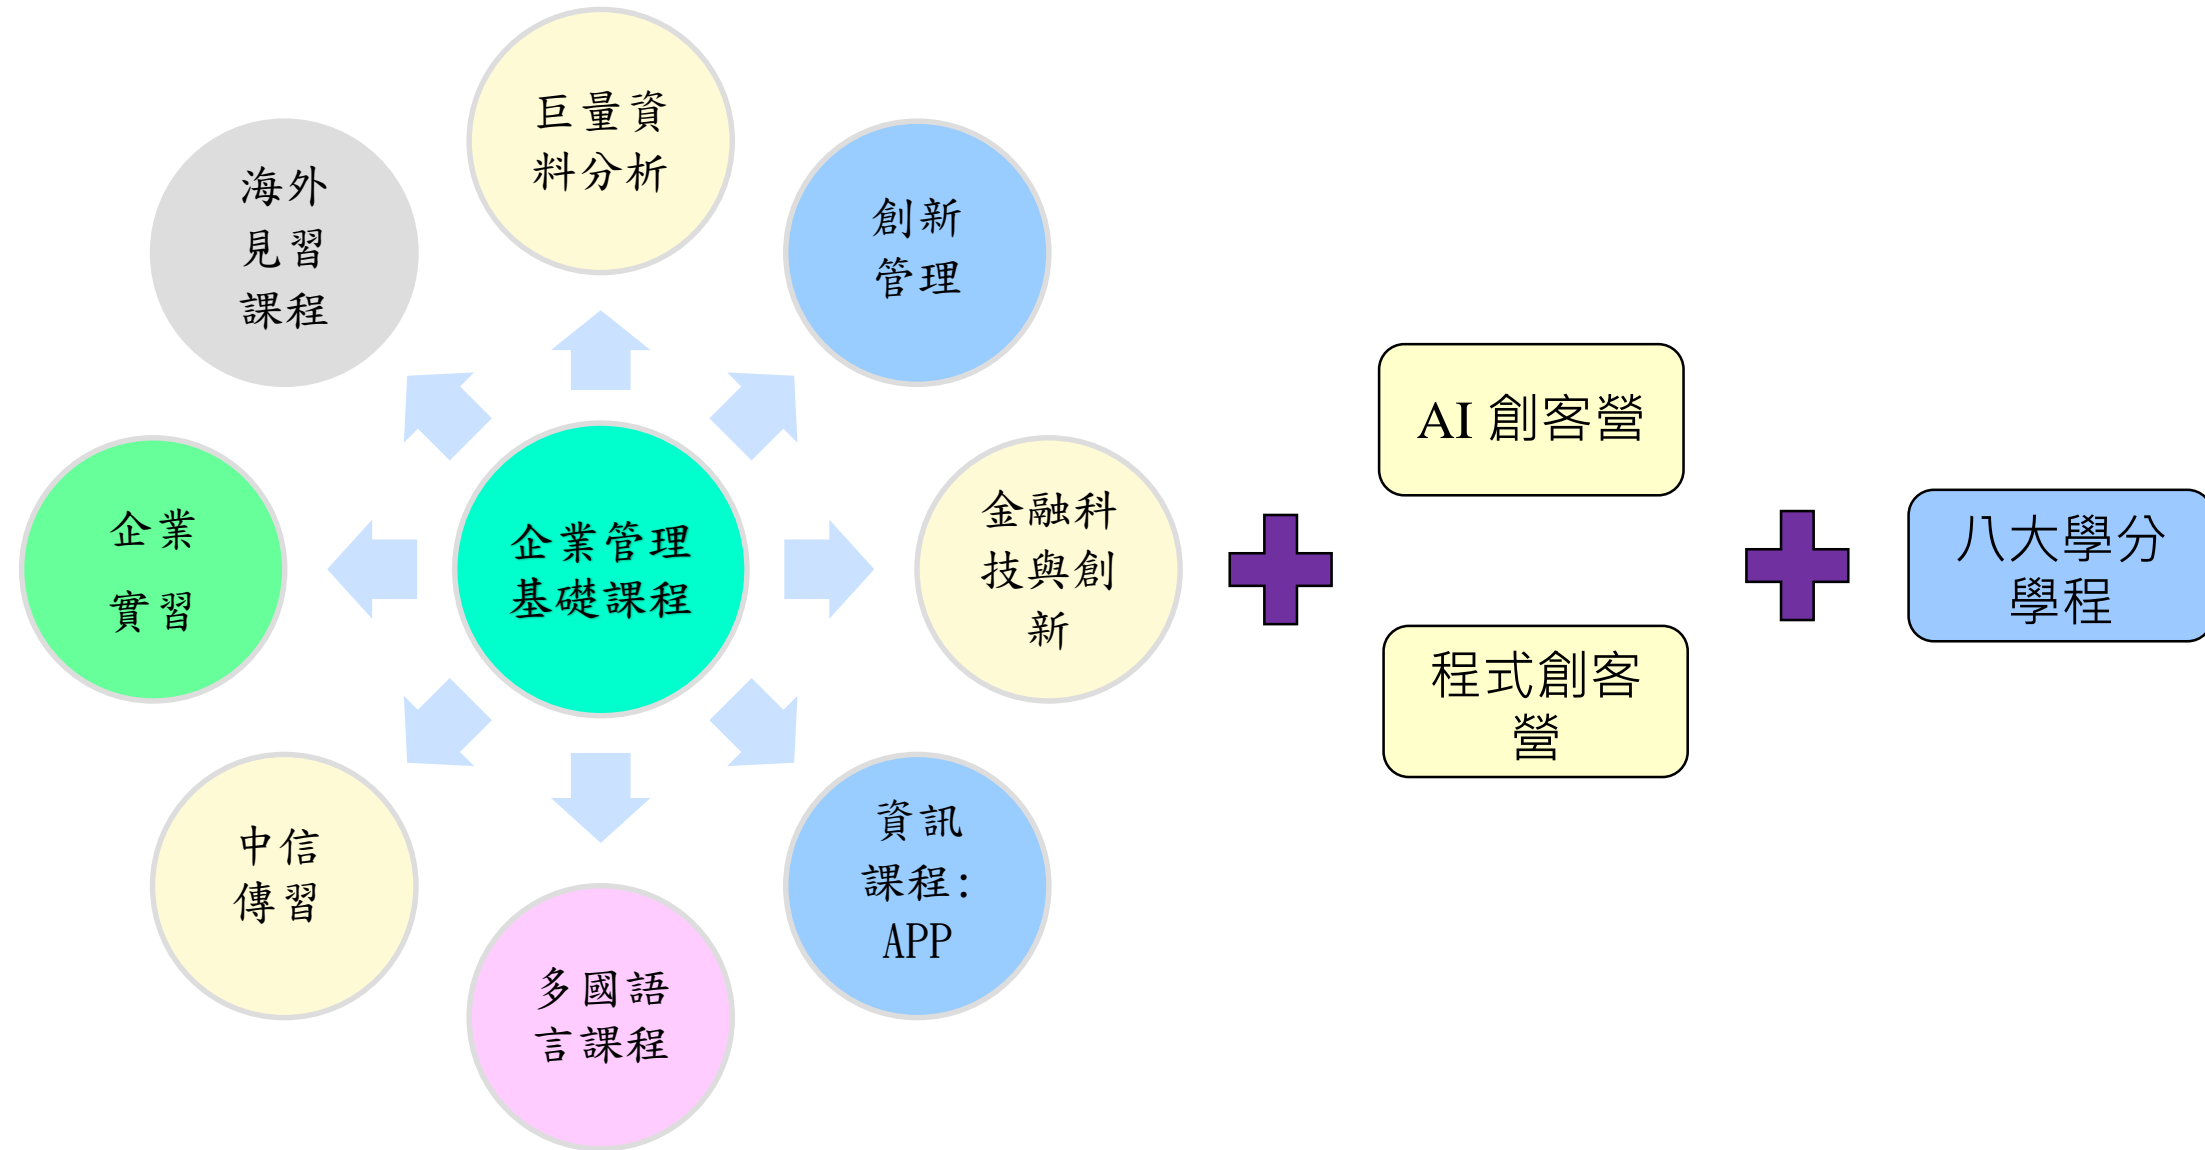 巨量資
料分析
創新
管理
金融科
技與創
新
資訊
課程:
APP
多國語
言課程
中信
傳習
企業
實習
海外
見習
課程
企業管理
基礎課程
AI 創客營
程式創客
營
八大學分
學程